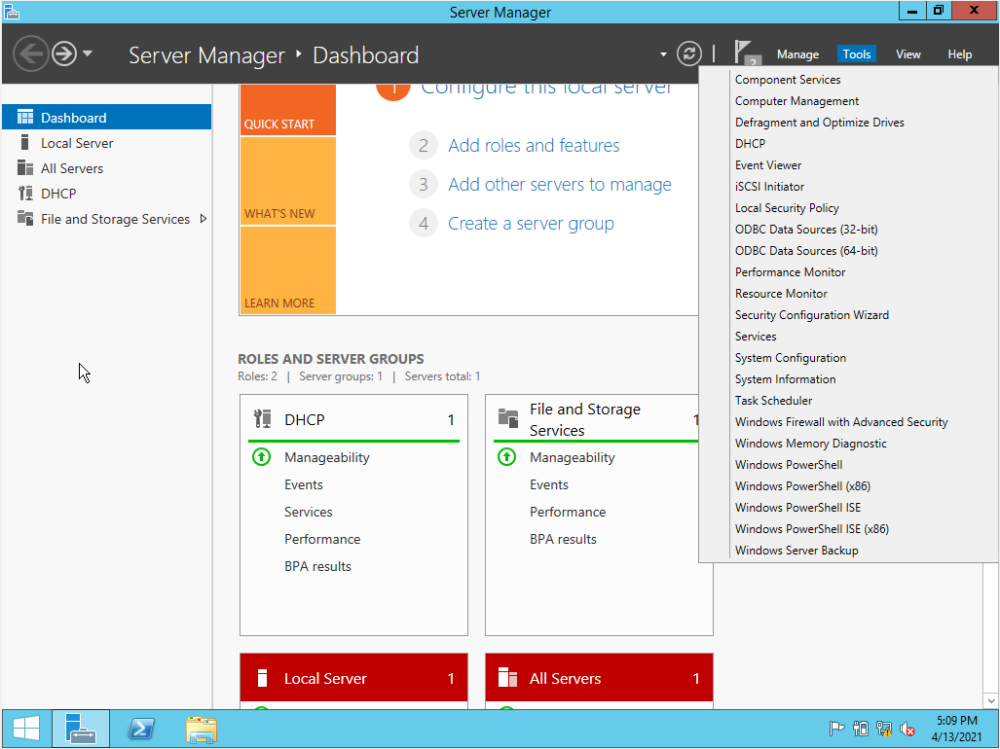 Server Manager
Server Manager ‣ Dashboard
2
Manage
Tools
View
Help
Dashboard
Local Server
All Servers
DHCP
File and Storage Services
QUICK START
WHAT'S NEW
LEARN MORE
1 Configure this local server
2 Add roles and features
3 Add other servers to manage
4 Create a server group
ROLES AND SERVER GROUPS
Roles: 2 | Server groups: 1 | Servers total: 1
DHCP 1
Manageability
Events
Services
Performance
BPA results
File and Storage
Services 1
Manageability
Events
Performance
BPA results
Local Server 1
All Servers 1
Component Services
Computer Management
Defragment and Optimize Drives
DHCP
Event Viewer
iSCSI Initiator
Local Security Policy
ODBC Data Sources (32-bit)
ODBC Data Sources (64-bit)
Performance Monitor
Resource Monitor
Security Configuration Wizard
Services
System Configuration
System Information
Task Scheduler
Windows Firewall with Advanced Security
Windows Memory Diagnostic
Windows PowerShell
Windows PowerShell (x86)
Windows PowerShell ISE
Windows PowerShell ISE (x86)
Windows Server Backup
5:09 PM
4/13/2021